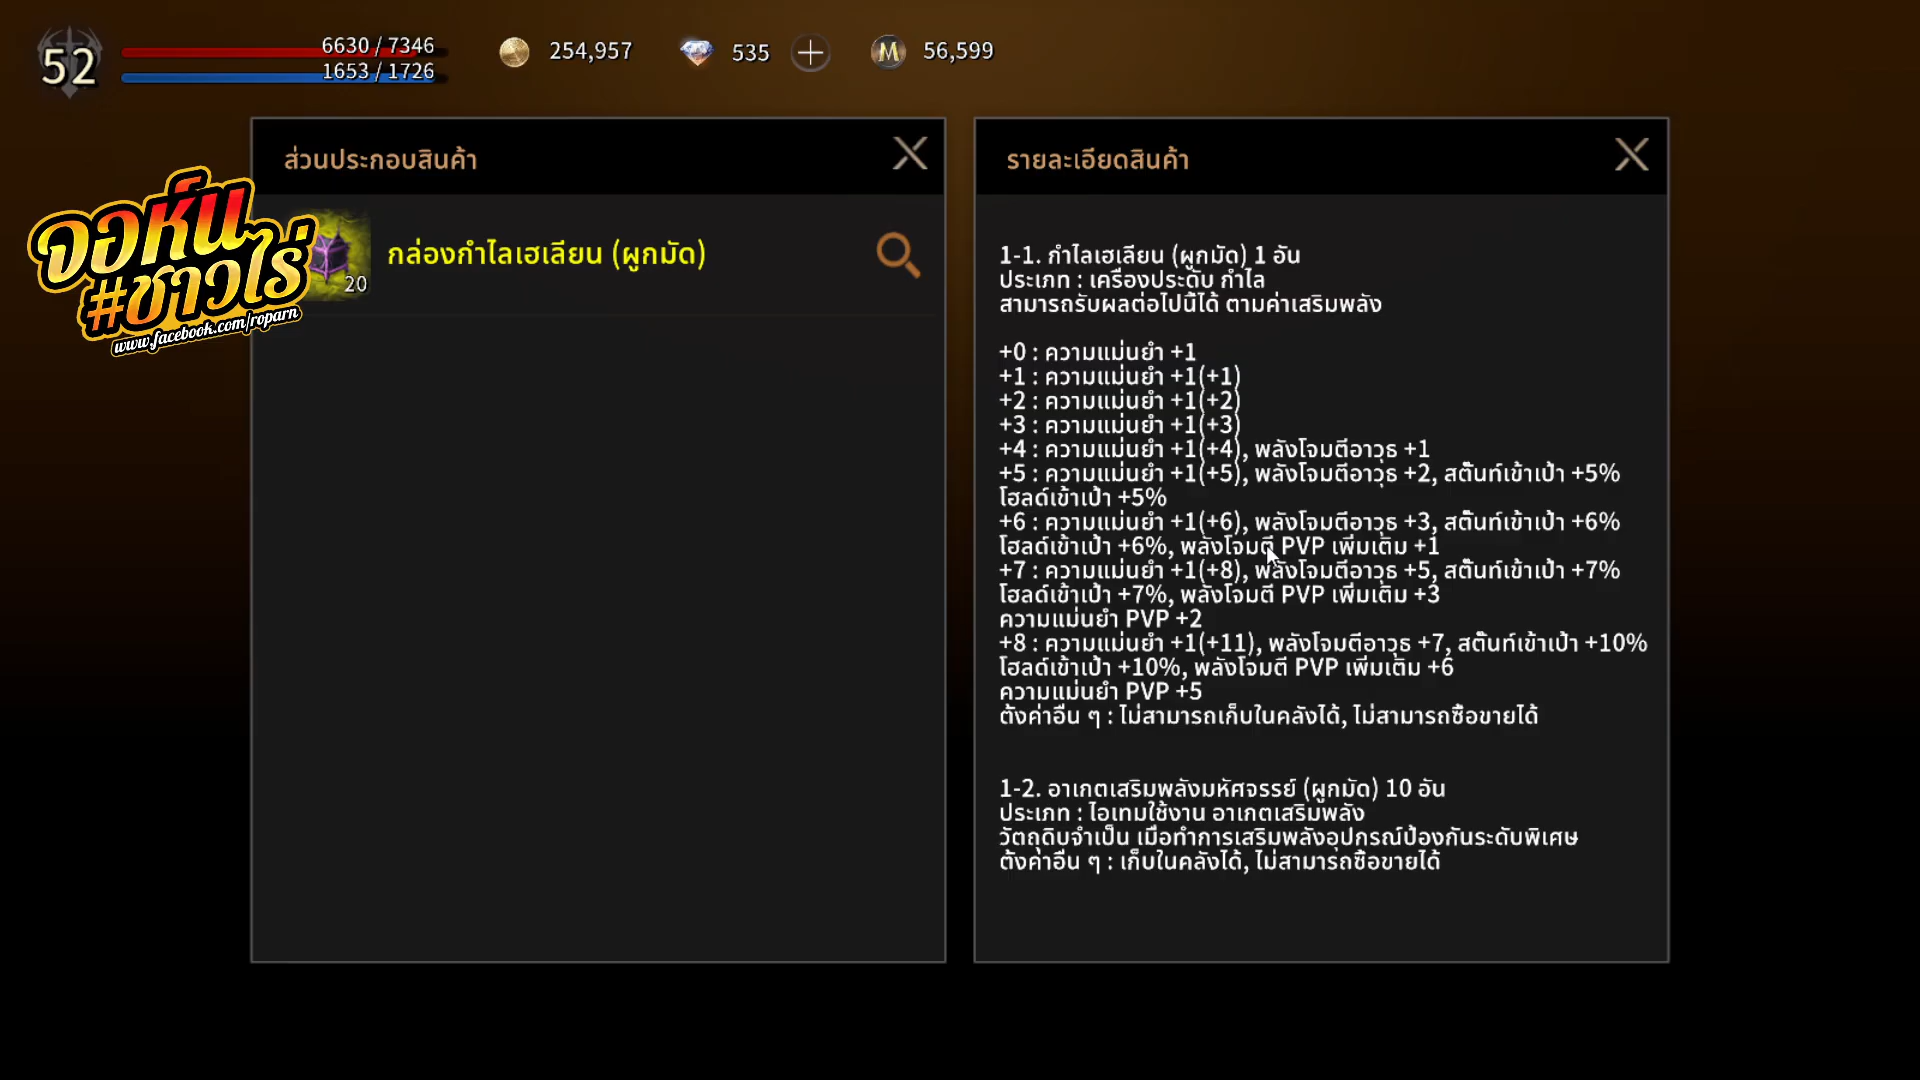 52
6630 / 7346
1653 / 1726
254,957
535
M
56,599
ส่วนประกอบสินค้า
กล่องกำไลเฮเลียน (ผูกมัด)
20
จอห์น
#ชาวไร่
www.facebook.com/roparn
รายละเอียดสินค้า
1-1. กำไลเฮเลียน (ผูกมัด) 1 อัน
ประเภท : เครื่องประดับ กำไล
สามารถรับผลต่อไปนี้ได้ ตามค่าเสริมพลัง
+0 : ความแม่นยำ +1
+1 : ความแม่นยำ +1(+1)
+2 : ความแม่นยำ +1(+2)
+3 : ความแม่นยำ +1(+3)
+4 : ความแม่นยำ +1(+4), พลังโจมตีอาวุธ +1
+5 : ความแม่นยำ +1(+5), พลังโจมตีอาวุธ +2, สตั๊นท์เข้าเป้า +5%
โฮลด์เข้าเป้า +5%
+6 : ความแม่นยำ +1(+6), พลังโจมตีอาวุธ +3, สตั๊นท์เข้าเป้า +6%
โฮลด์เข้าเป้า +6%, พลังโจมตี PVP เพิ่มเติม +1
+7 : ความแม่นยำ +1(+8), พลังโจมตีอาวุธ +5, สตั๊นท์เข้าเป้า +7%
โฮลด์เข้าเป้า +7%, พลังโจมตี PVP เพิ่มเติม +3
ความแม่นยำ PVP +2
+8 : ความแม่นยำ +1(+11), พลังโจมตีอาวุธ +7, สตั๊นท์เข้าเป้า +10%
โฮลด์เข้าเป้า +10%, พลังโจมตี PVP เพิ่มเติม +6
ความแม่นยำ PVP +5
ตั้งค่าอื่น ๆ : ไม่สามารถเก็บในคลังได้, ไม่สามารถซื้อขายได้
1-2. อาเกตเสริมพลังมหัศจรรย์ (ผูกมัด) 10 อัน
ประเภท : ไอเทมใช้งาน อาเกตเสริมพลัง
วัตถุดิบจำเป็น เมื่อทำการเสริมพลังอุปกรณ์ป้องกันระดับพิเศษ
ตั้งค่าอื่น ๆ : เก็บในคลังได้, ไม่สามารถซื้อขายได้